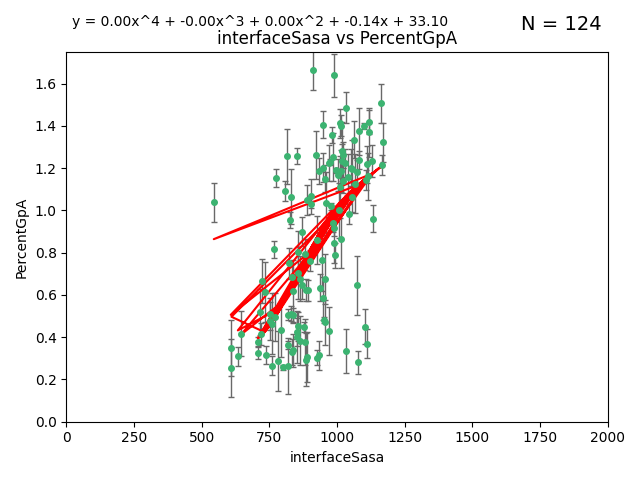 y = 0.00x^4 + -0.00x^3 + 0.00x^2 + -0.14x + 33.10
N = 124
interfaceSasa vs PercentGpA
PercentGpA
1.6
1.4
1.2
1.0
0.8
0.6
0.4
0.2
0.0
0 250 500 750 1000 1250 1500 1750 2000
interfaceSasa